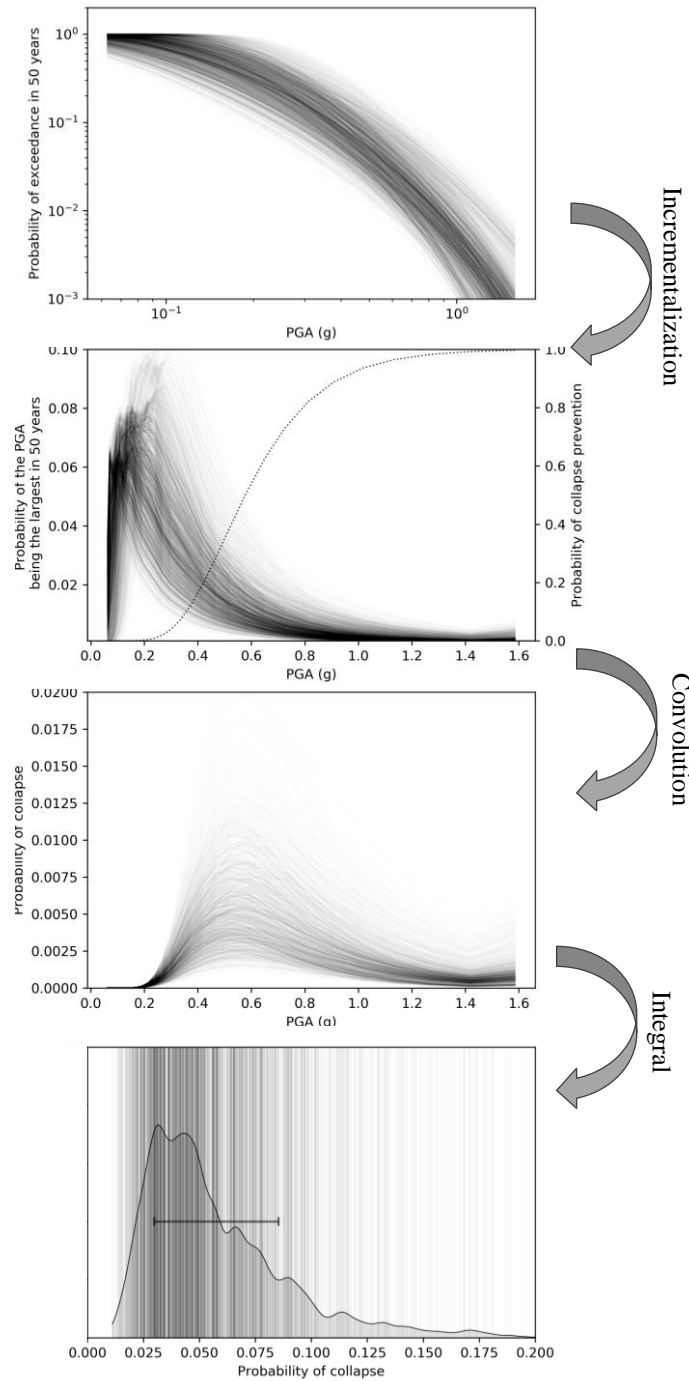 10⁰
10⁻¹
10⁻²
10⁻³
Probability of exceedance in 50 years
10⁻¹
10⁰
PGA (g)
Incrementalization
0.10
0.08
0.06
0.04
0.02
Probability of the PGA
being the largest in 50 years
1.0
0.8
0.6
0.4
0.2
0.0
Probability of collapse prevention
0.0 0.2 0.4 0.6 0.8 1.0 1.2 1.4 1.6
PGA (g)
Convolution
0.0200
0.0175
0.0150
0.0125
0.0100
0.0075
0.0050
0.0025
0.0000
Probability of collapse
0.0 0.2 0.4 0.6 0.8 1.0 1.2 1.4 1.6
PGA (g)
Integral
0.000 0.025 0.050 0.075 0.100 0.125 0.150 0.175 0.200
Probability of collapse